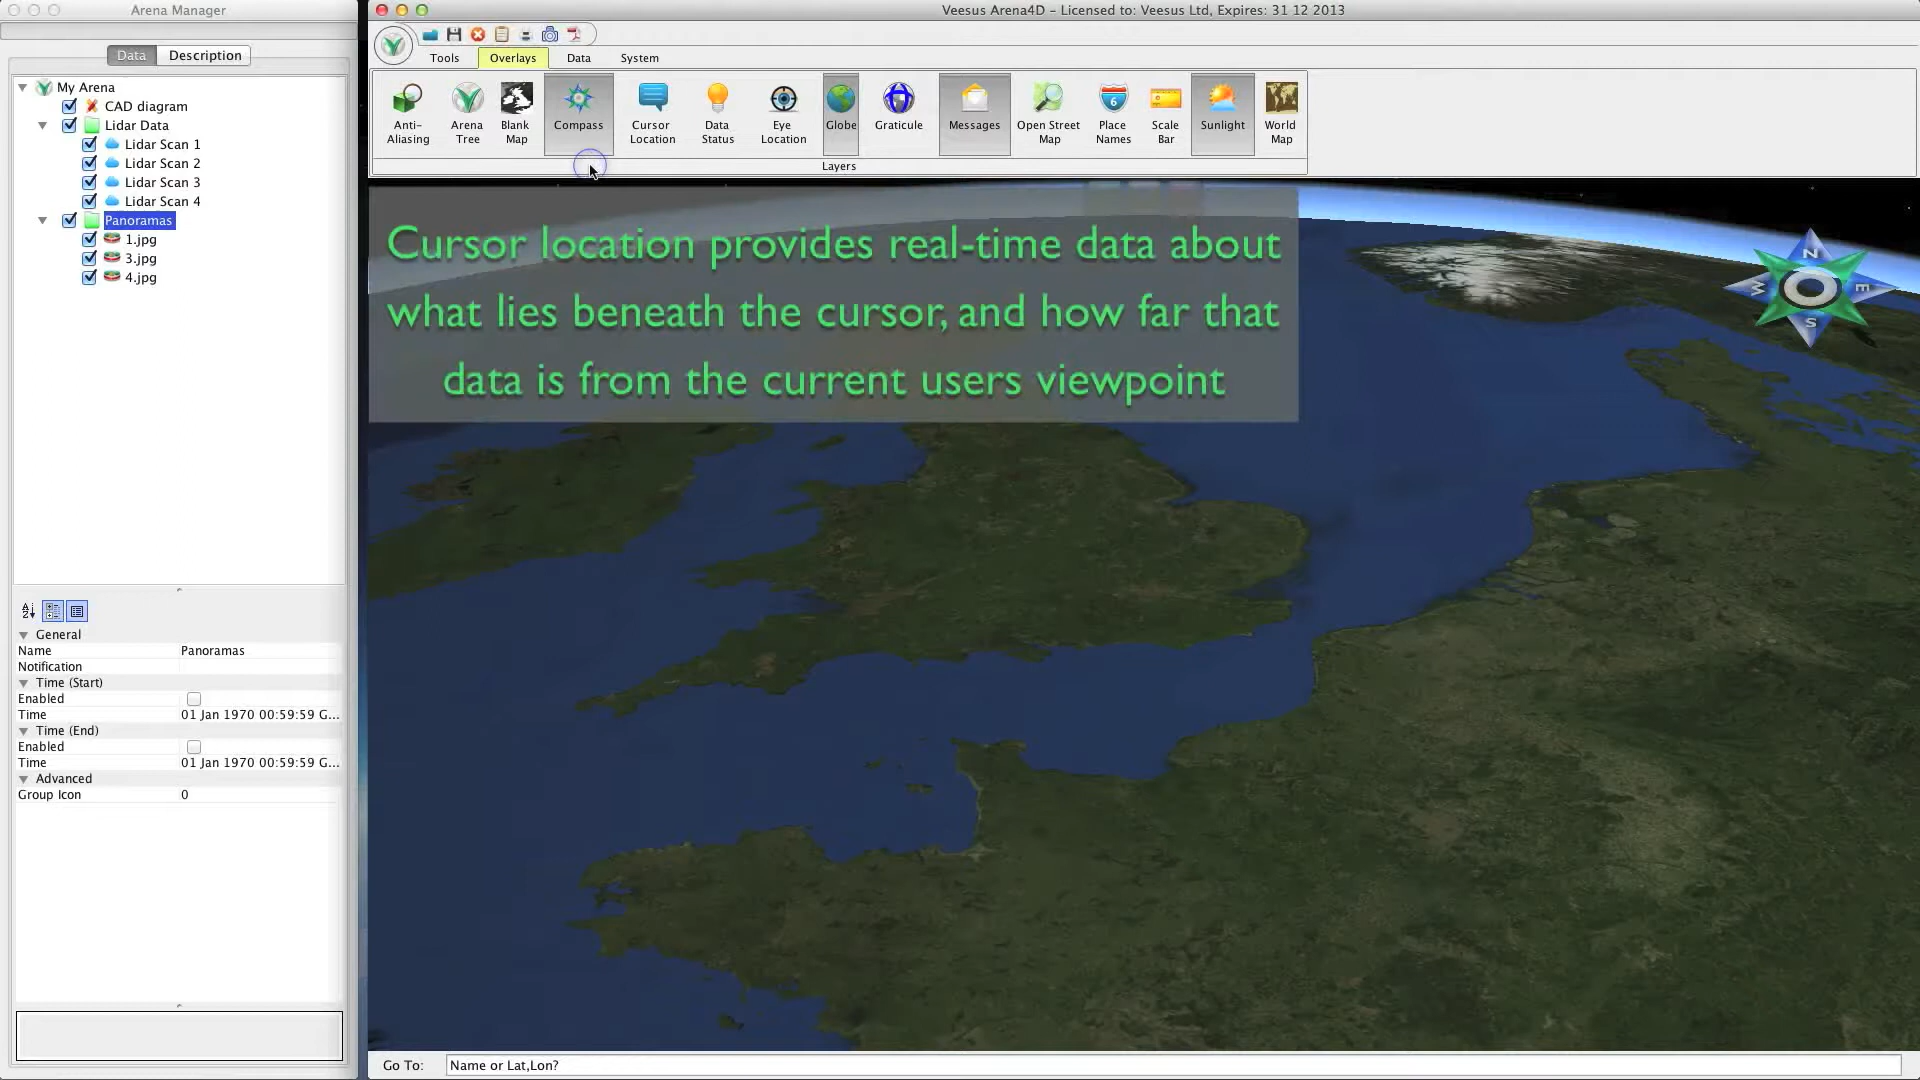 Arena Manager
Data Description
My Arena
CAD diagram
Lidar Data
Lidar Scan 1
Lidar Scan 2
Lidar Scan 3
Lidar Scan 4
Panoramas
1.jpg
3.jpg
4.jpg
General
Name Panoramas
Notification
Time (Start)
Enabled
Time 01 Jan 1970 00:59:59 G...
Time (End)
Enabled
Time 01 Jan 1970 00:59:59 G...
Advanced
Group Icon 0
Veesus Arena4D - Licensed to: Veesus Ltd, Expires: 31 12 2013
Tools Overlays Data System
Anti-Aliasing
Arena Tree
Blank Map
Compass
Cursor Location
Data Status
Eye Location
Globe
Graticule
Messages
Open Street Map
Place Names
Scale Bar
Sunlight
World Map
Layers
Cursor location provides real-time data about
what lies beneath the cursor, and how far that
data is from the current users viewpoint
N
W E
S
Go To: Name or Lat,Lon?